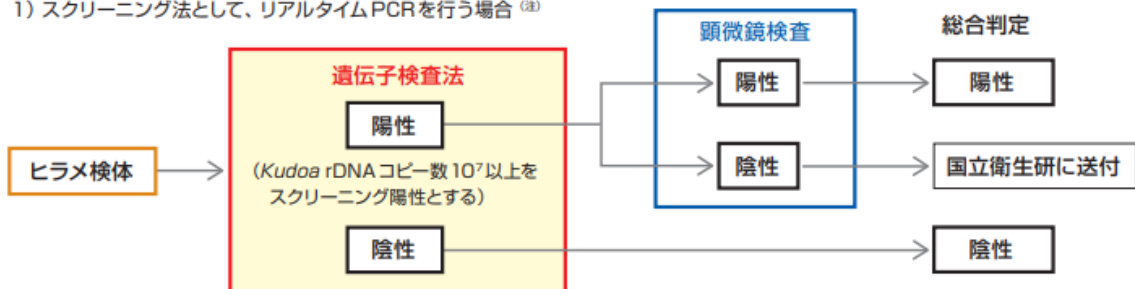 1）スクリーニング法として、リアルタイムPCRを行う場合（注）
顕微鏡検査
総合判定
遺伝子検査法
陽性
陽性
陽性
ヒラメ検体
（Kudoa rDNAコピー数10⁷以上を
スクリーニング陽性とする）
陰性
国立衛生研に送付
陰性
陰性